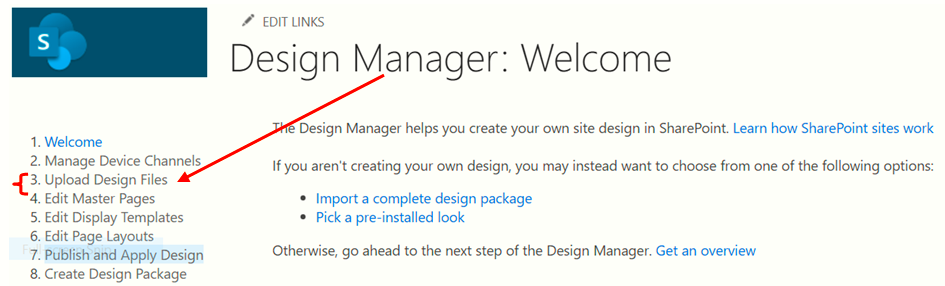 S
EDIT LINKS
Design Manager: Welcome
1. Welcome
2. Manage Device Channels
3. Upload Design Files
4. Edit Master Pages
5. Edit Display Templates
6. Edit Page Layouts
7. Publish and Apply Design
8. Create Design Package
The Design Manager helps you create your own site design in SharePoint. Learn how SharePoint sites work
If you aren't creating your own design, you may instead want to choose from one of the following options:
• Import a complete design package
• Pick a pre-installed look
Otherwise, go ahead to the next step of the Design Manager. Get an overview